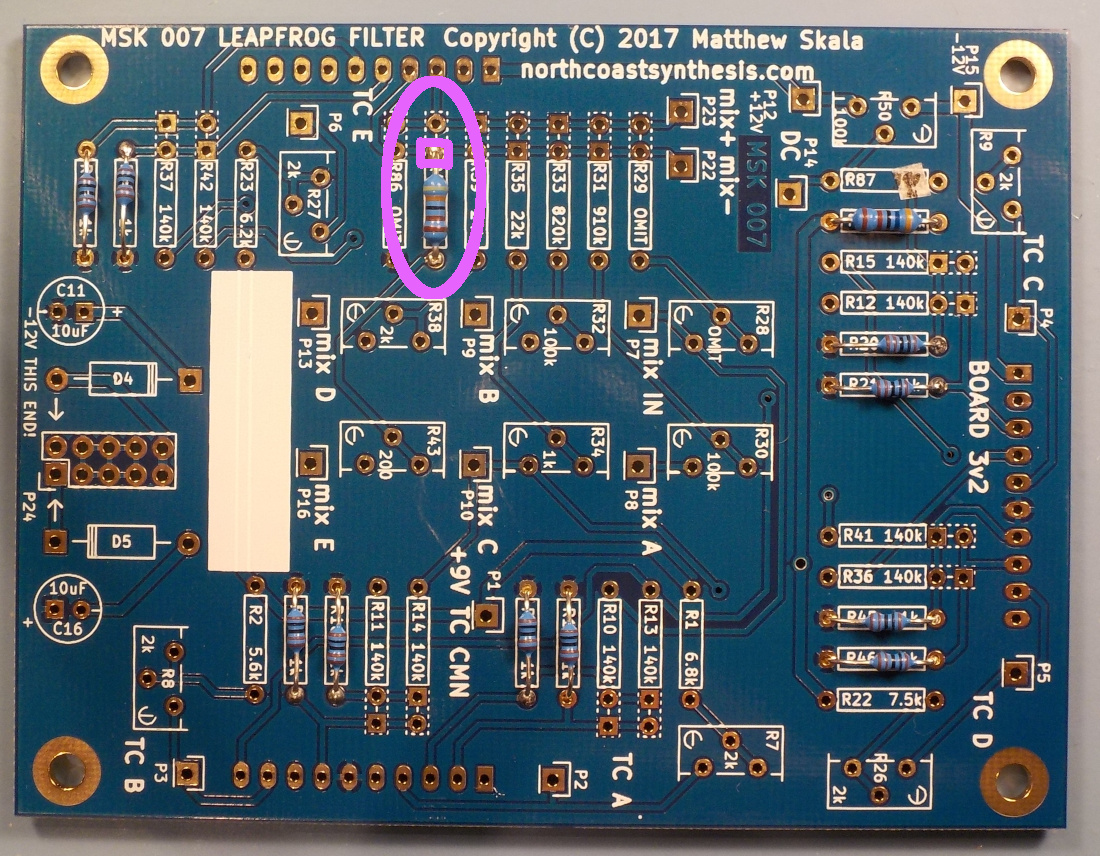 MSK 007 LEAPFROG FILTER Copyright (C) 2017 Matthew Skala
northcoastsynthesis.com
P15
-12V
P12
+12V
R50
100k
TC E
P6
P23
mix+
mix-
P22
MSK 007
DC
P14
R9
2k
R87
R37 140k
R42 140k
R23 6.2k
2k
R27
R86 OMIT
R35 22k
R33 820k
R31 910k
R29 OMIT
R15 140k
R12 140k
TC C
P4
C11
10uF
+
-12V THIS END!
D4
P13
mix D
R38
2k
P9
mix B
R32
100k
P7
mix IN
R28
OMIT
BOARD 3v2
P24
P16
mix E
R43
200
P10
mix C
R34
1k
P8
mix A
R30
100k
D5
R41 140k
R36 140k
10uF
C16
+
R2 5.6k
R11 140k
R14 140k
+9V TC CMN
P1
R10 140k
R13 140k
R1 6.8k
R46
R22 7.5k
P5
TC D
2k
R8
TC B
P3
P2
TC A
R7
2k
R26
2k